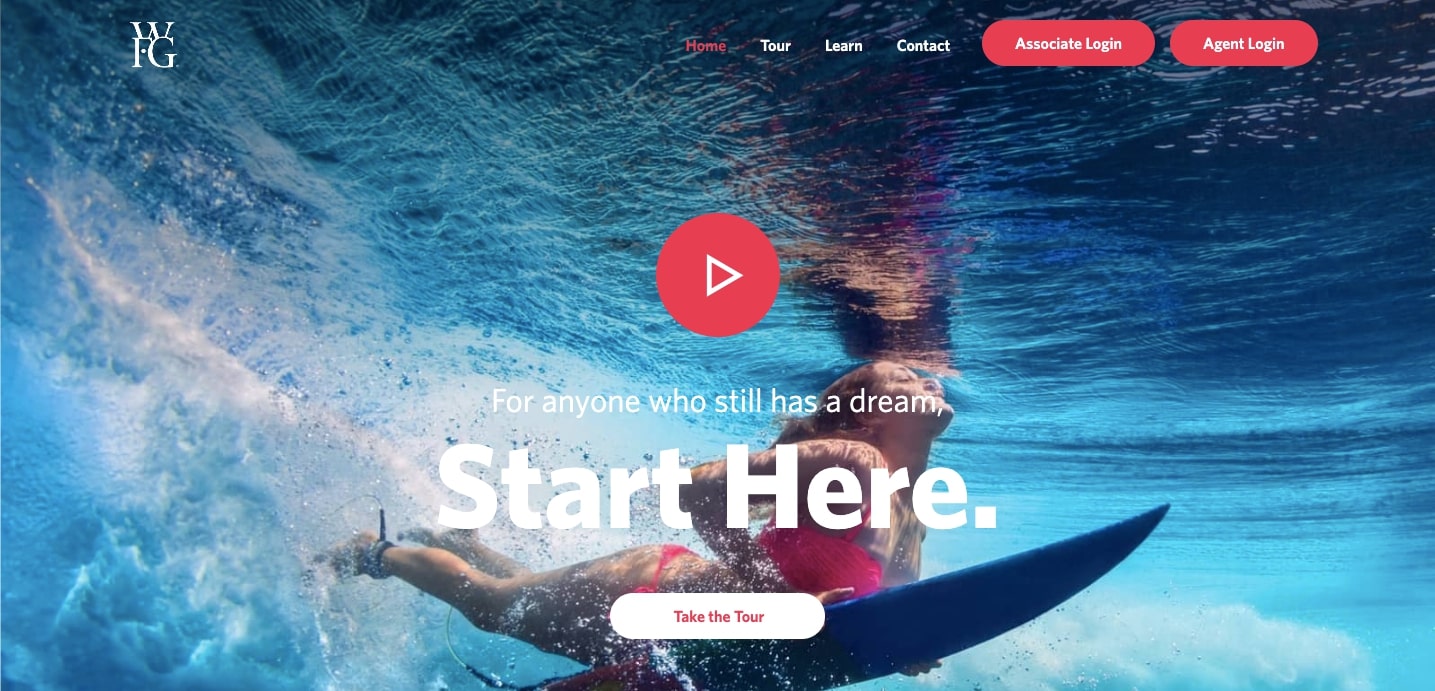 WFG
Home Tour Learn Contact Associate Login Agent Login
For anyone who still has a dream,
Start Here.
Take the Tour